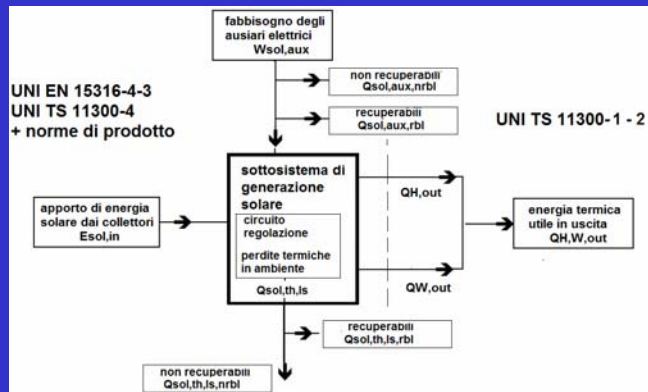 fabbisogno degli
ausiari elettrici
Wsol,aux
non recuperabili
Qsol,aux,nrbl
UNI EN 15316-4-3
UNI TS 11300-4
+ norme di prodotto
recuperabili
Qsol,aux,rbl
UNI TS 11300-1 - 2
sottosistema di
generazione
solare
circuito
regolazione
perdite termiche
in ambiente
Qsol,th,ls
apporto di energia
solare dai collettori
Esol,in
QH,out
QW,out
energia termica
utile in uscita
QH,W,out
recuperabili
Qsol,th,ls,rbl
non recuperabili
Qsol,th,ls,nrbl